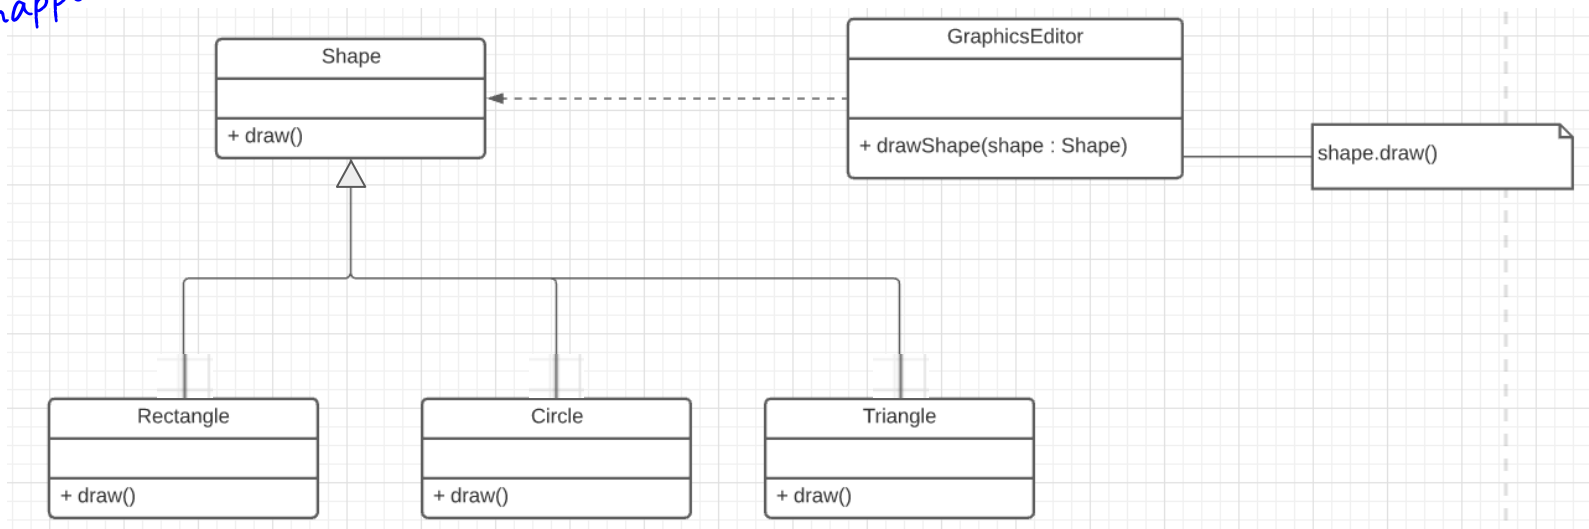 Shape
+ draw()
GraphicsEditor
+ drawShape(shape : Shape)
shape.draw()
Rectangle
+ draw()
Circle
+ draw()
Triangle
+ draw()